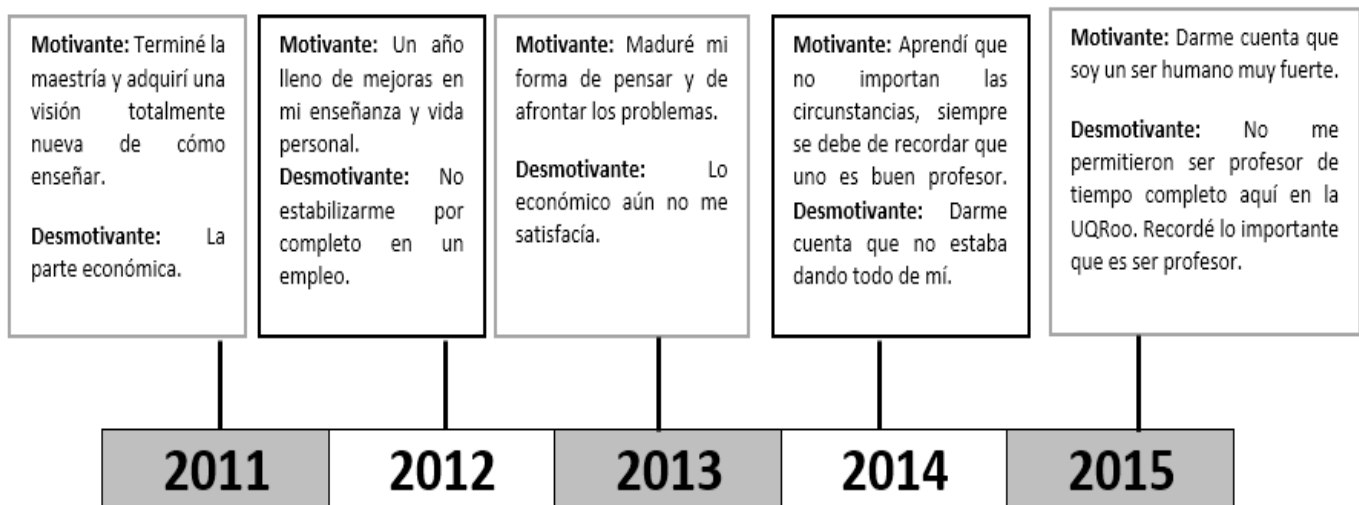 Motivante: Terminé la
maestría y adquirí una
visión totalmente
nueva de cómo
enseñar.
Desmotivante: La
parte económica.
Motivante: Un año
lleno de mejoras en
mi enseñanza y vida
personal.
Desmotivante: No
estabilizarme por
completo en un
empleo.
Motivante: Maduré mi
forma de pensar y de
afrontar los problemas.
Desmotivante: Lo
económico aún no me
satisfacía.
Motivante: Aprendí que
no importan las
circunstancias, siempre
se debe de recordar que
uno es buen profesor.
Desmotivante: Darme
cuenta que no estaba
dando todo de mí.
Motivante: Darme cuenta que
soy un ser humano muy fuerte.
Desmotivante: No me
permitieron ser profesor de
tiempo completo aquí en la
UQRoo. Recordé lo importante
que es ser profesor.
2011
2012
2013
2014
2015